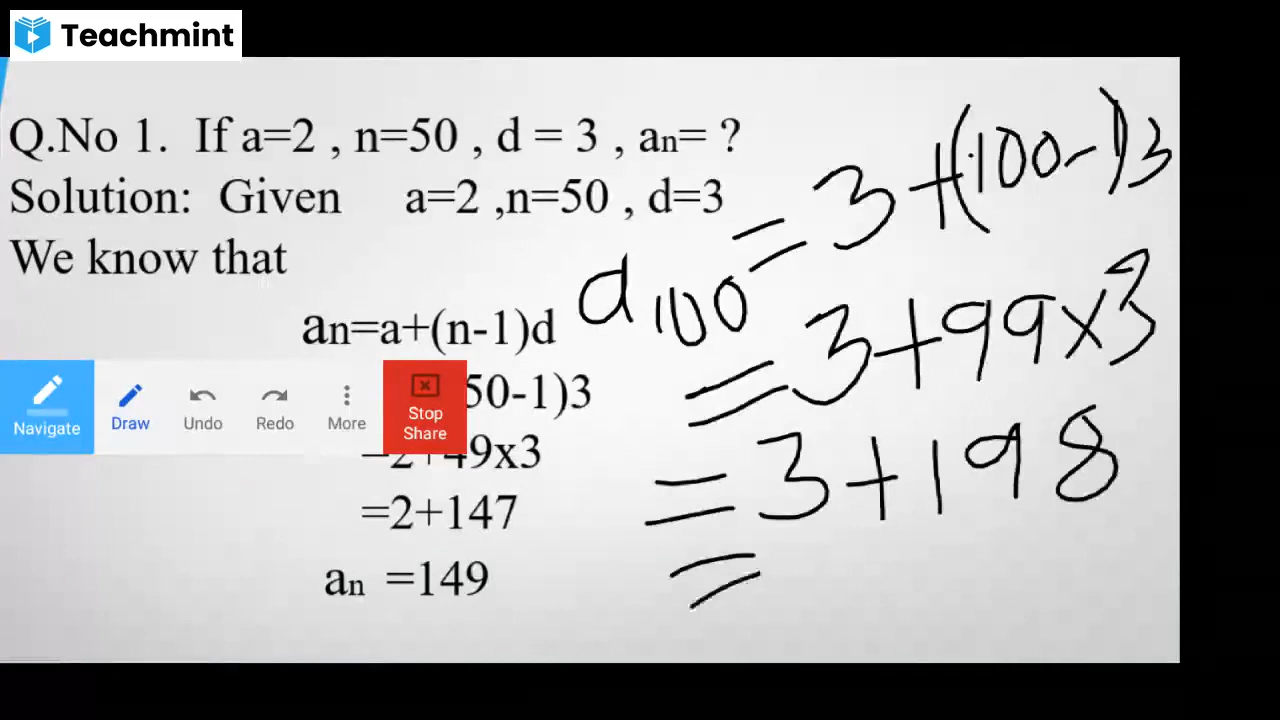 Teachmint
Q.No 1. If a=2 , n=50 , d = 3 , an= ?
Solution: Given a=2 ,n=50 , d=3
We know that
an=a+(n-1)d
50-1)3
=2+49x3
=2+147
an =149
Navigate
Draw
Undo
Redo
More
Stop
Share
a100 = 3+(100-1)3
=3+99x3
=3+198
=